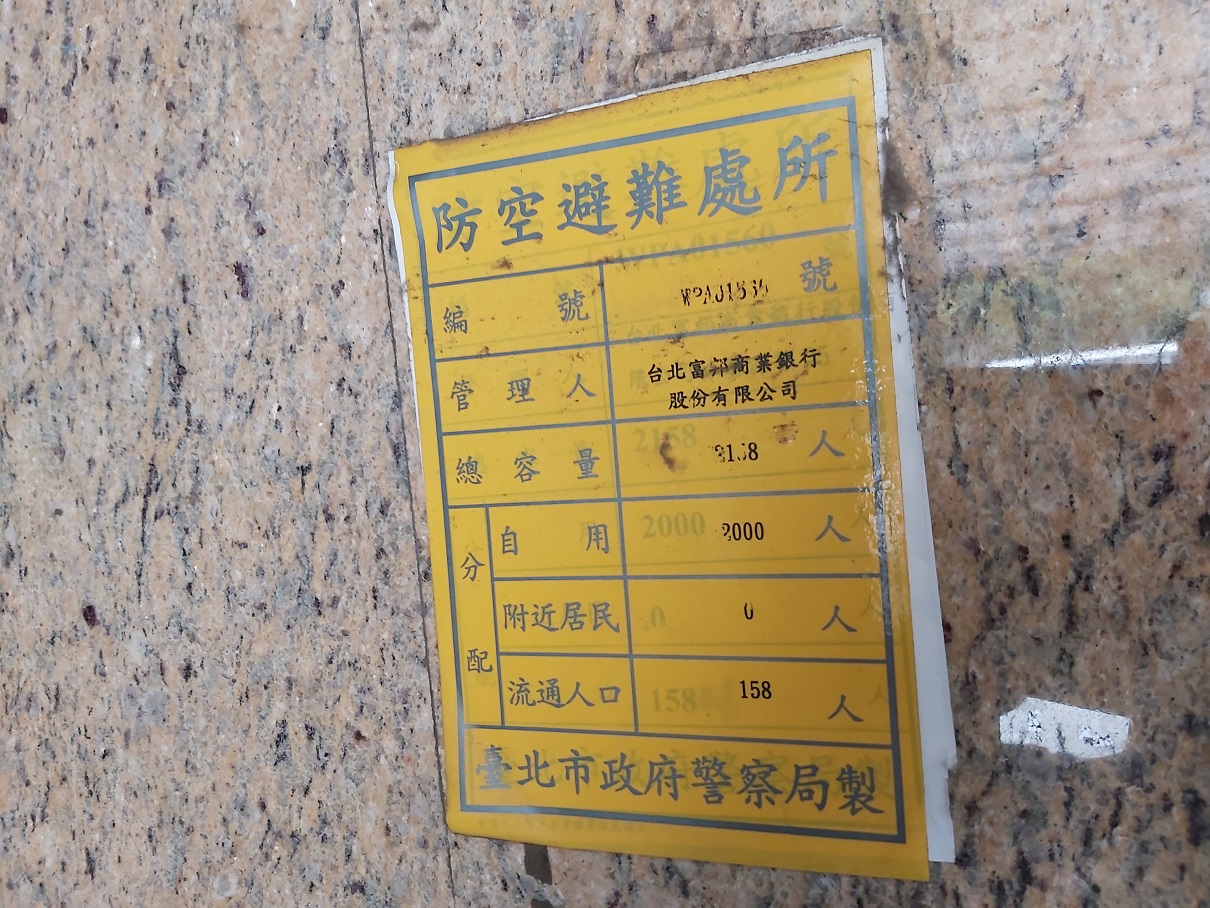 防空避難處所
編號 號
管理人 台北富邦商業銀行
股份有限公司
總容量 2158 人
分配
自用 2000 人
附近居民 0 人
流通人口 158 人
臺北市政府警察局製